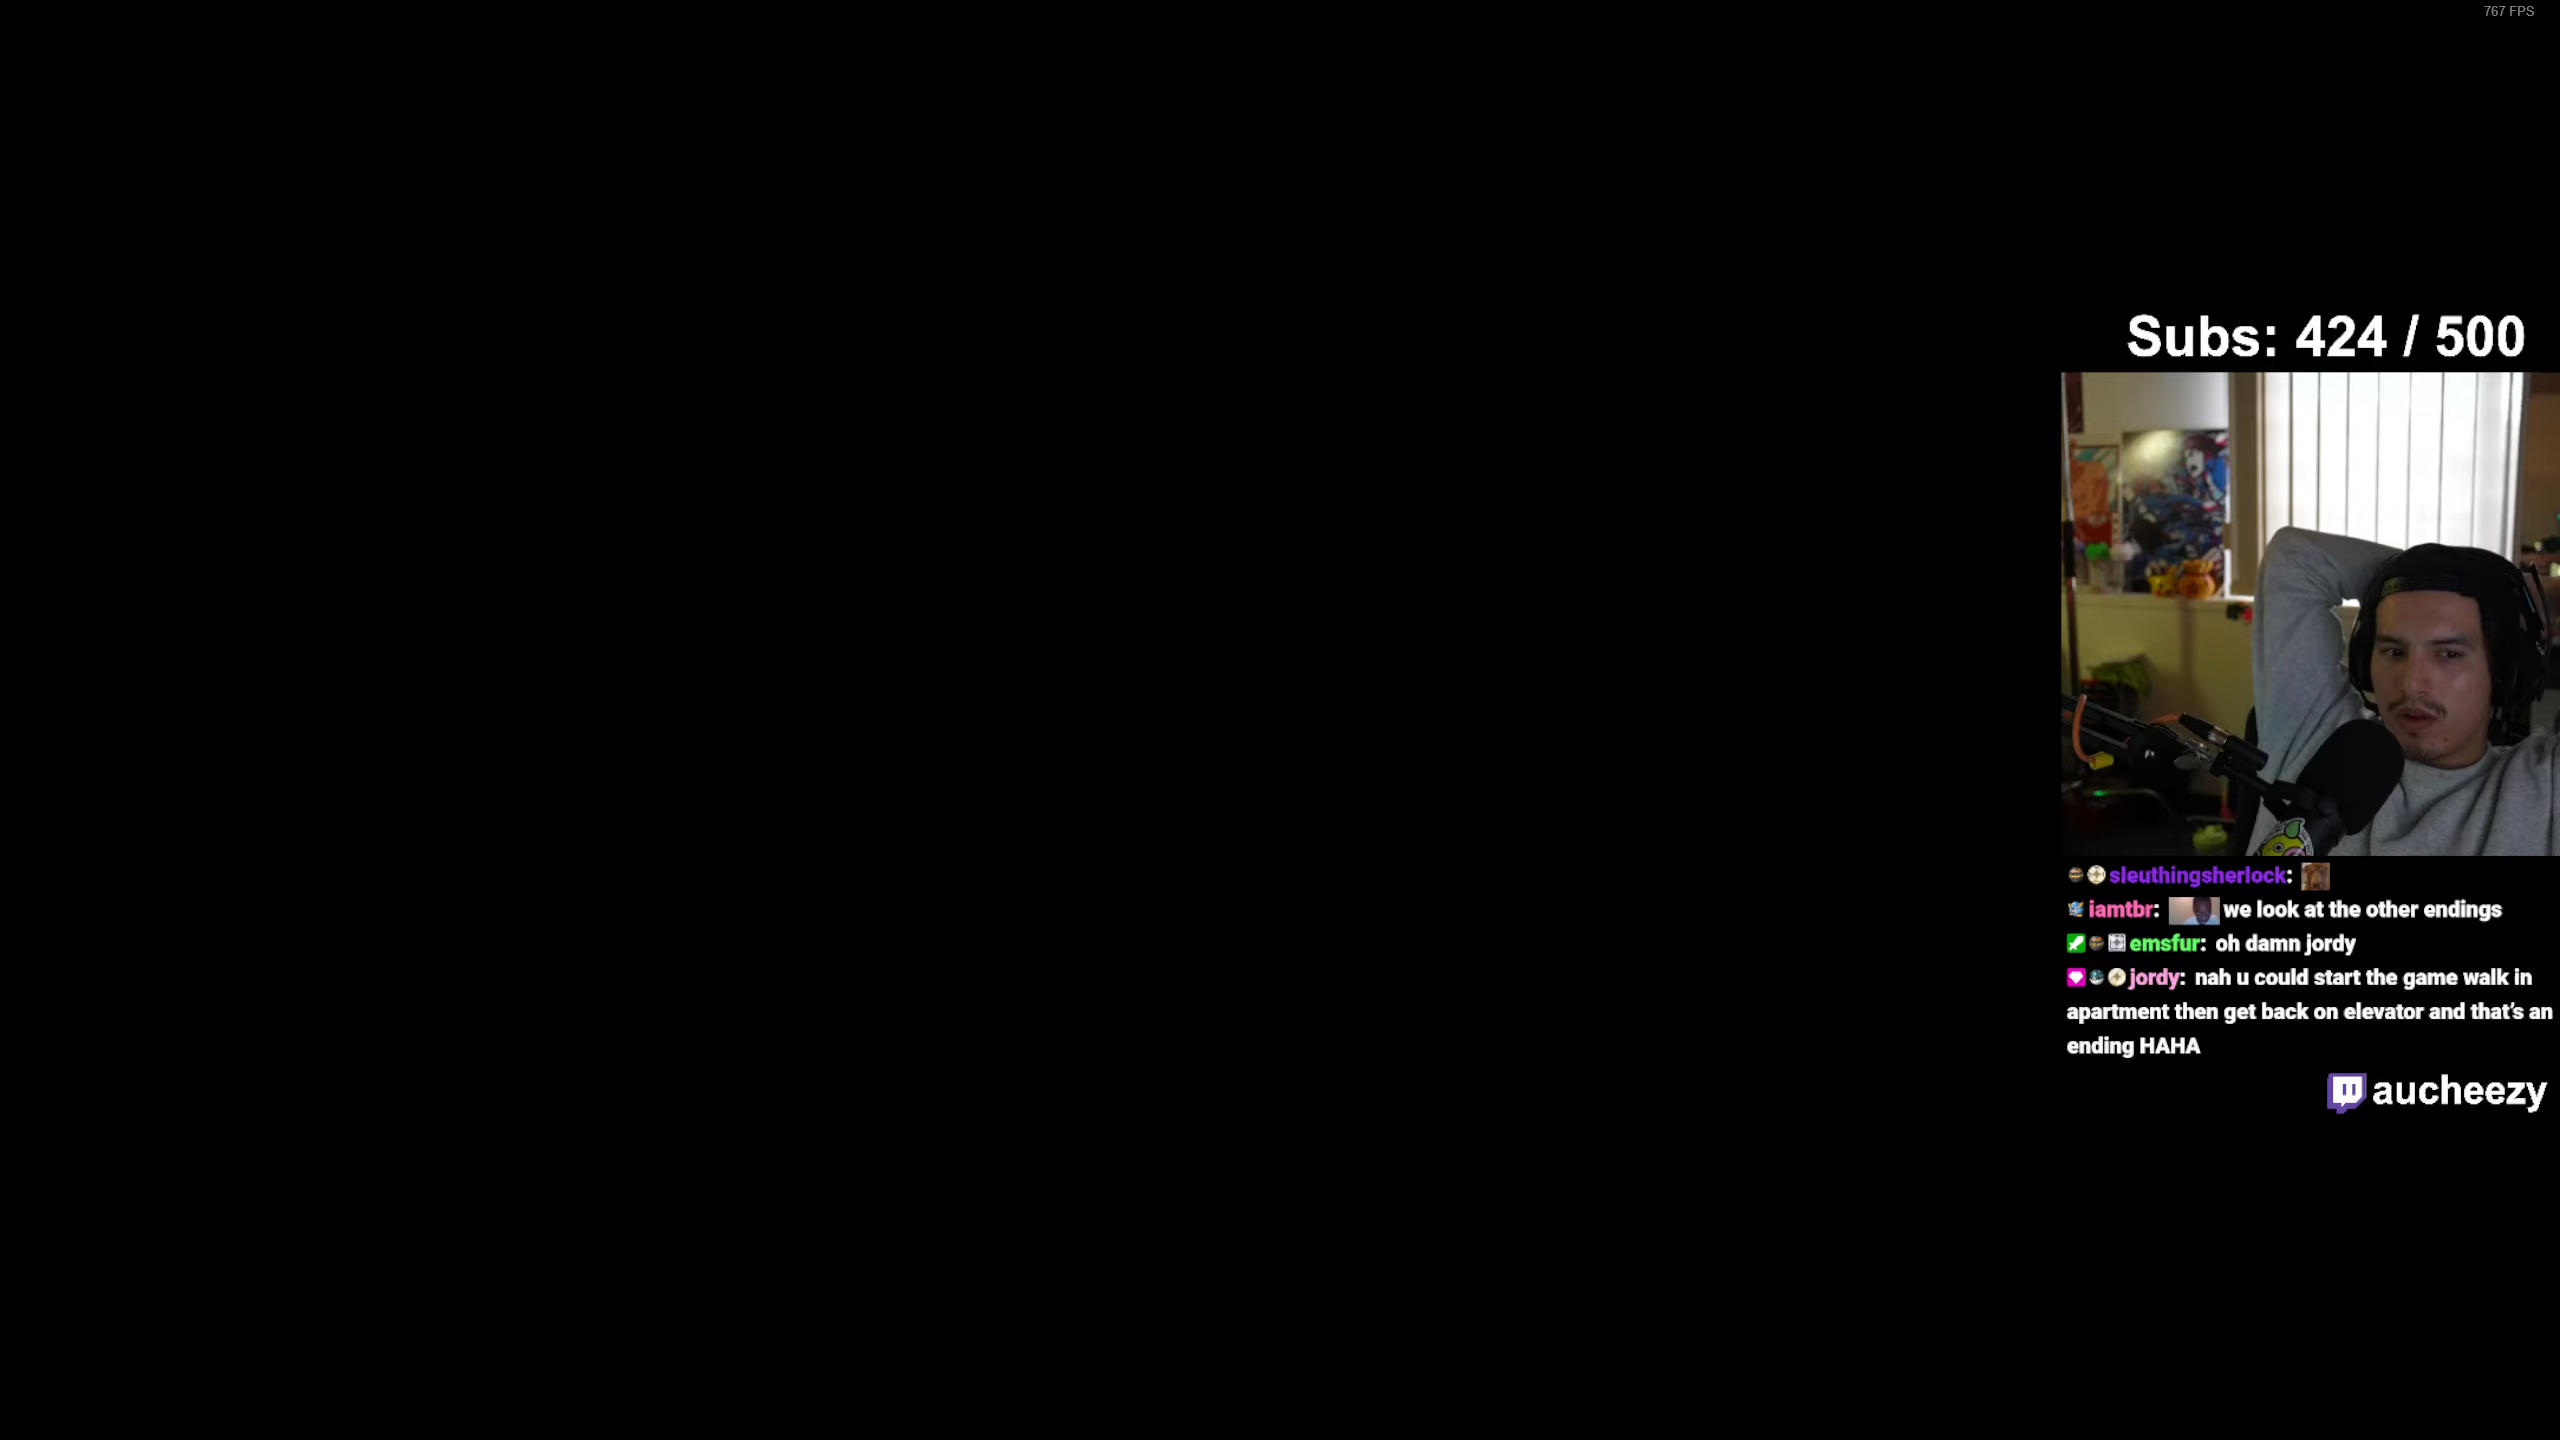 767 FPS
Subs: 424 / 500
sleuthingsherlock:
iamtbr: we look at the other endings
emsfur: oh damn jordy
jordy: nah u could start the game walk in
apartment then get back on elevator and that's an
ending HAHA
aucheezy